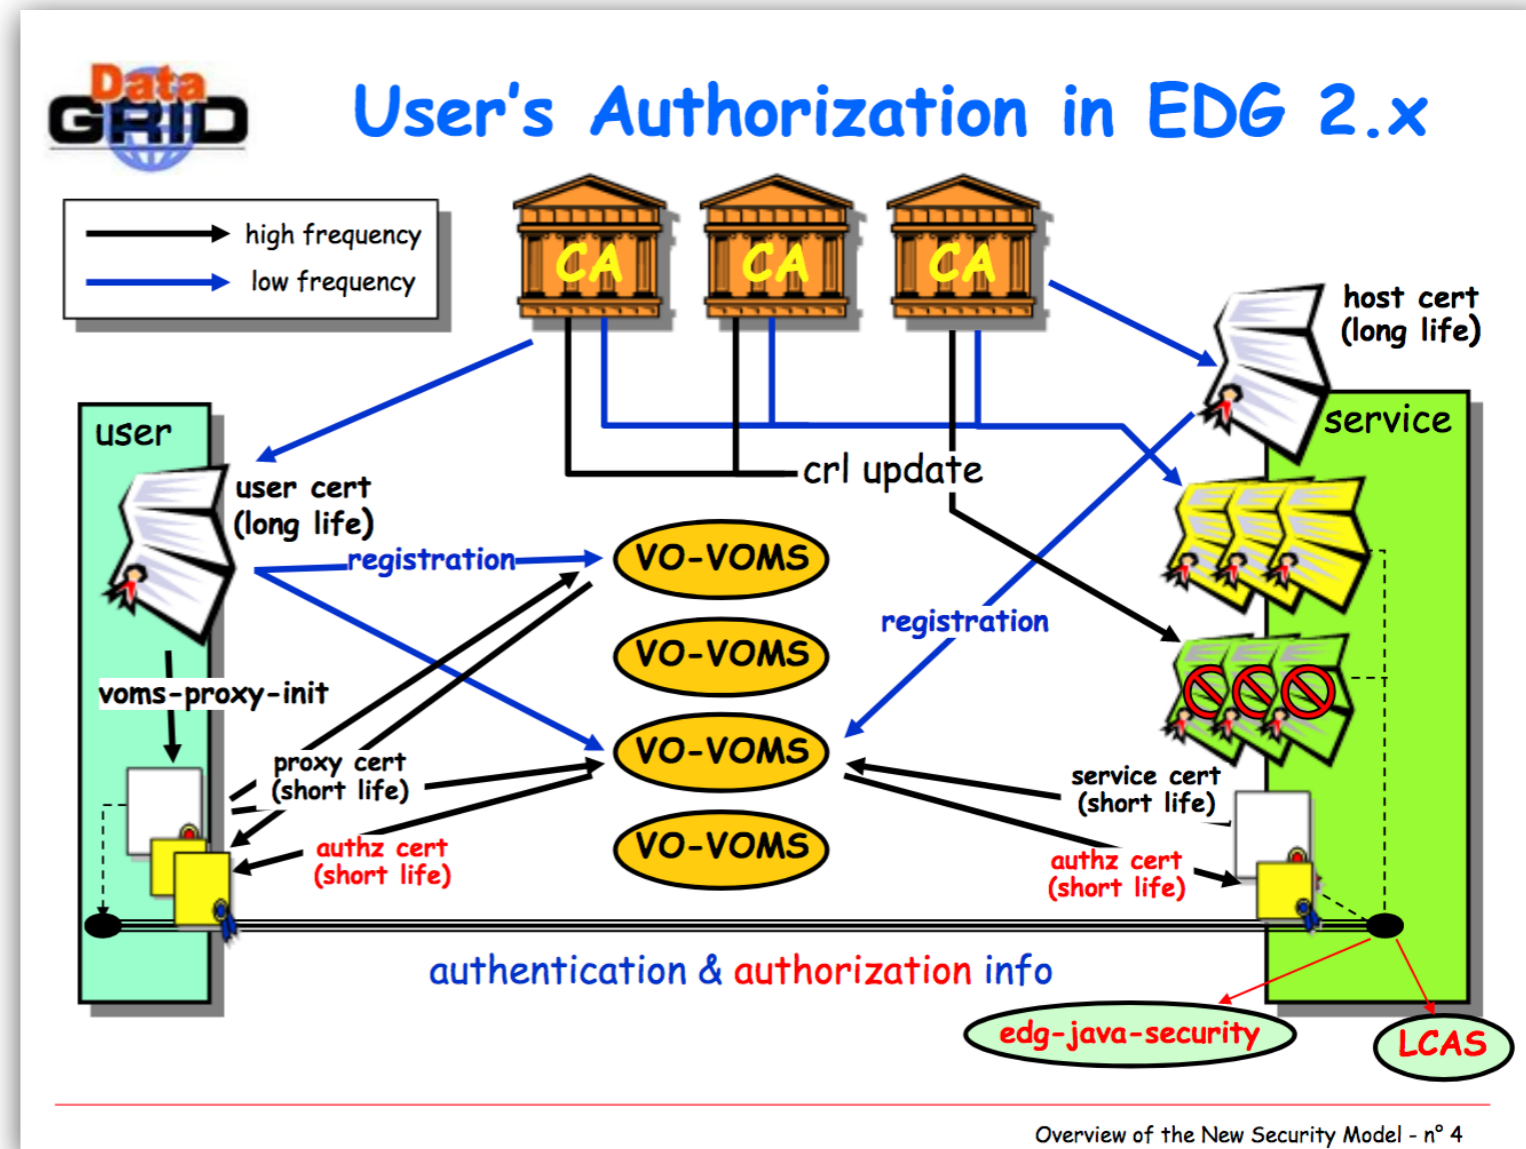 Data
GRID
User's Authorization in EDG 2.x
high frequency
low frequency
CA
CA
CA
host cert
(long life)
user
service
crl update
user cert
(long life)
registration
VO-VOMS
registration
VO-VOMS
voms-proxy-init
VO-VOMS
proxy cert
(short life)
service cert
(short life)
VO-VOMS
authz cert
(short life)
authz cert
(short life)
authentication & authorization info
edg-java-security
LCAS
Overview of the New Security Model - n° 4